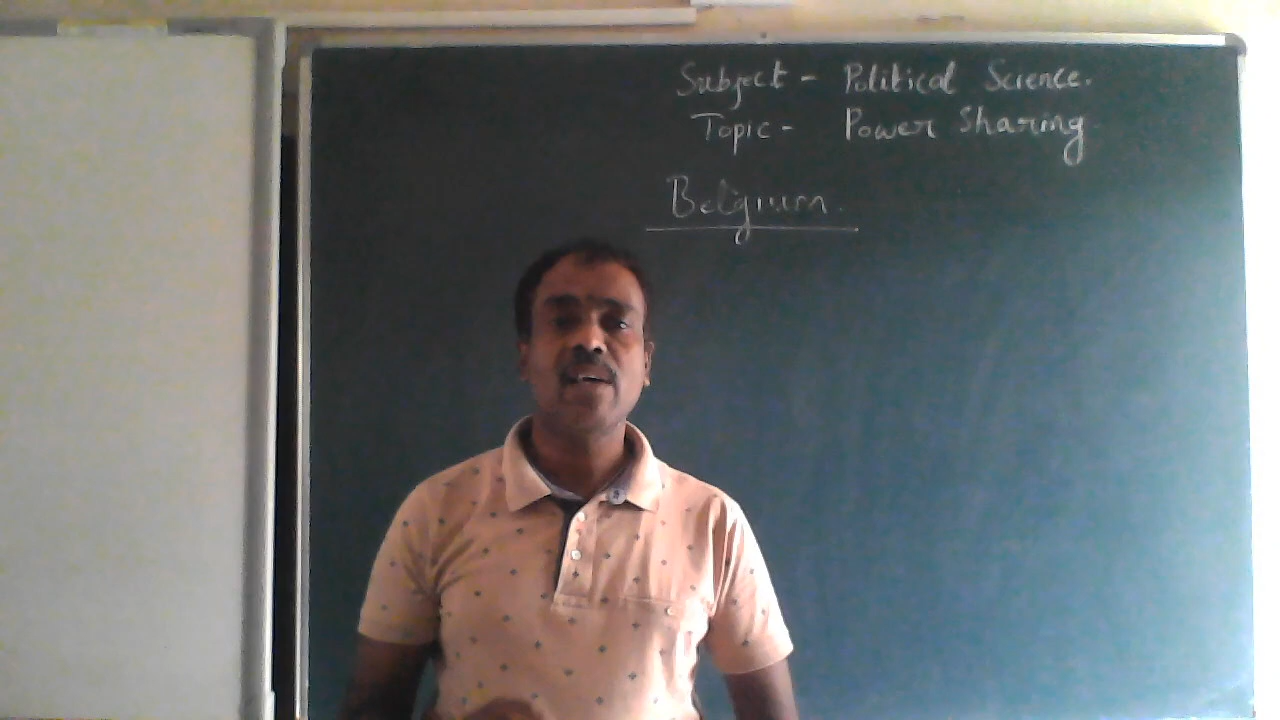 Subject - Political Science.
Topic - Power Sharing
Belgium.